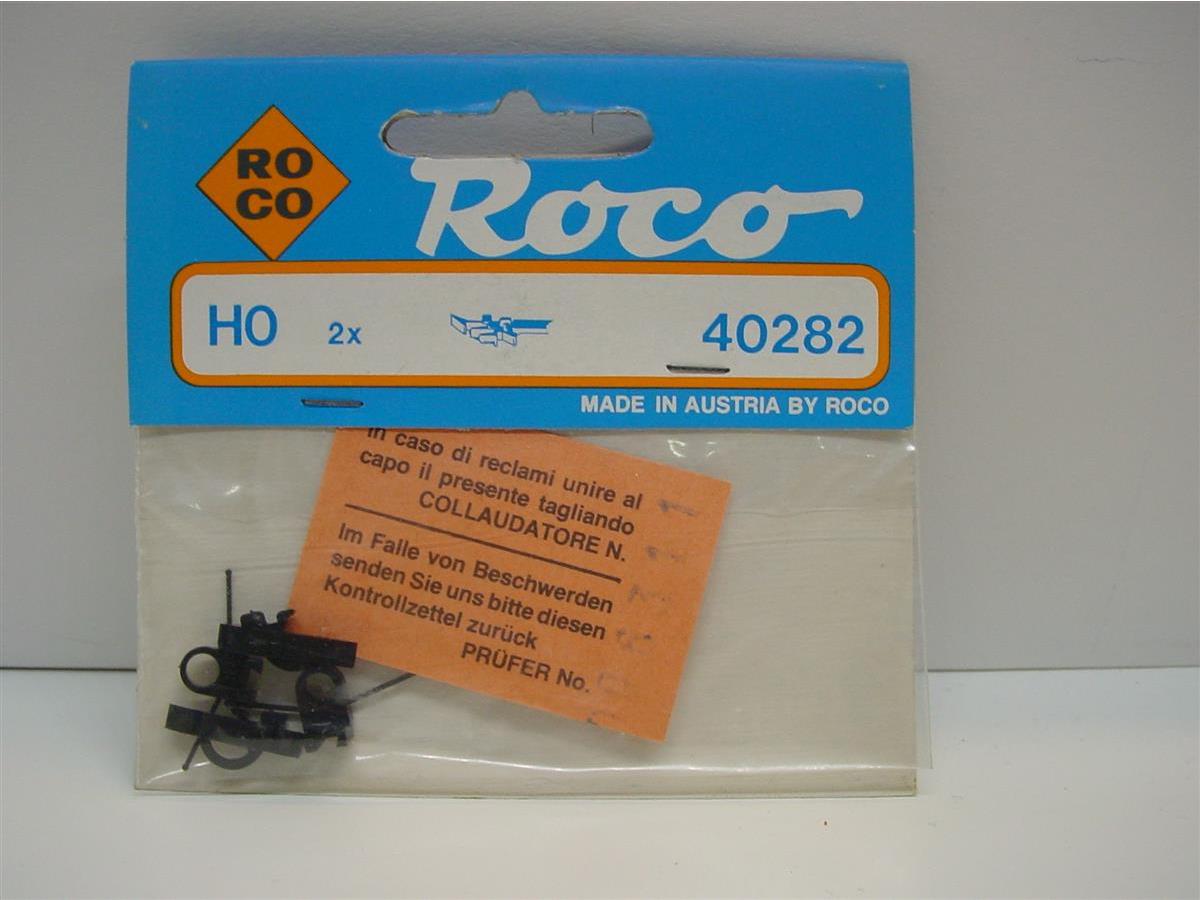 RO
CO
Roco
HO 2x 40282
MADE IN AUSTRIA BY ROCO
In caso di reclami unire al
capo il presente tagliando
COLLAUDATORE N.
Im Falle von Beschwerden
senden Sie uns bitte diesen
Kontrollzettel zurück
PRÜFER No.